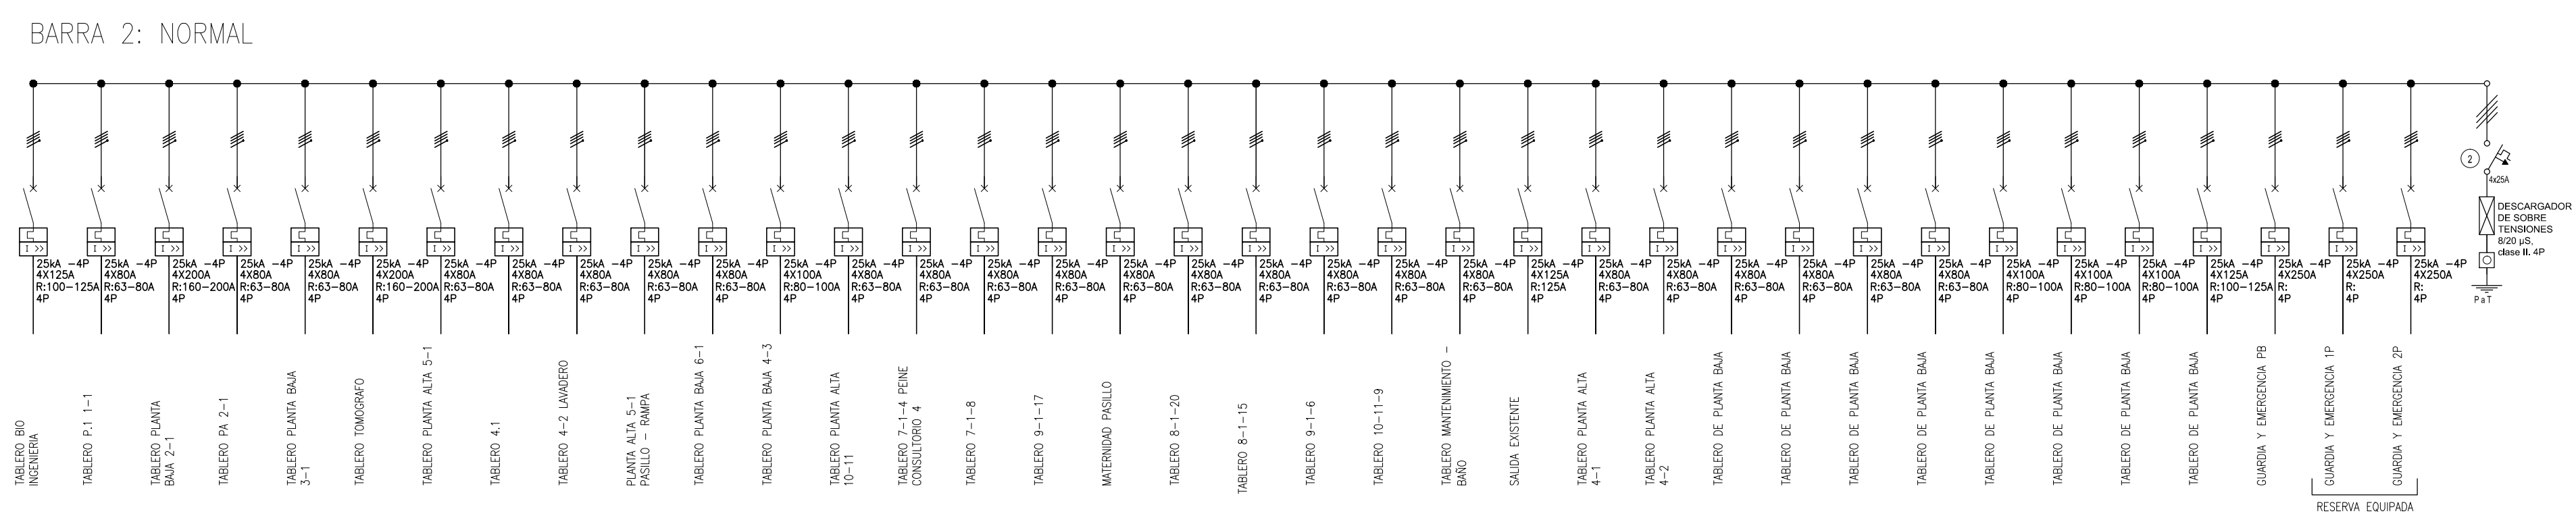 BARRA 2: NORMAL
25kA -4P
4X125A
R:100-125A
4P
TABLERO BIO
INGENIERIA
25kA -4P
4X80A
R:63-80A
4P
TABLERO P.1 1-1
25kA -4P
4X200A
R:160-200A
4P
TABLERO PLANTA
BAJA 2-1
25kA -4P
4X80A
R:63-80A
4P
TABLERO PA 2-1
25kA -4P
4X80A
R:63-80A
4P
TABLERO PLANTA BAJA
3-1
25kA -4P
4X200A
R:160-200A
4P
TABLERO TOMOGRAFO
25kA -4P
4X80A
R:63-80A
4P
TABLERO PLANTA ALTA 5-1
25kA -4P
4X80A
R:63-80A
4P
TABLERO 4.1
25kA -4P
4X80A
R:63-80A
4P
TABLERO 4-2 LAVADERO
25kA -4P
4X80A
R:63-80A
4P
PLANTA ALTA 5-1
PASILLO - RAMPA
25kA -4P
4X80A
R:63-80A
4P
TABLERO PLANTA BAJA 6-1
25kA -4P
4X100A
R:80-100A
4P
TABLERO PLANTA BAJA 4-3
25kA -4P
4X80A
R:63-80A
4P
TABLERO PLANTA ALTA
10-11
25kA -4P
4X80A
R:63-80A
4P
TABLERO 7-1-4 PEINE
CONSULTORIO 4
25kA -4P
4X80A
R:63-80A
4P
TABLERO 7-1-8
25kA -4P
4X80A
R:63-80A
4P
TABLERO 9-1-17
25kA -4P
4X80A
R:63-80A
4P
MATERNIDAD PASILLO
25kA -4P
4X80A
R:63-80A
4P
TABLERO 8-1-20
25kA -4P
4X80A
R:63-80A
4P
TABLERO 8-1-15
25kA -4P
4X80A
R:63-80A
4P
TABLERO 9-1-6
25kA -4P
4X80A
R:63-80A
4P
TABLERO 10-11-9
25kA -4P
4X80A
R:63-80A
4P
TABLERO MANTENIMIENTO -
BAÑO
25kA -4P
4X125A
R:125A
4P
SALIDA EXISTENTE
25kA -4P
4X80A
R:63-80A
4P
TABLERO PLANTA ALTA
4-1
25kA -4P
4X80A
R:63-80A
4P
TABLERO PLANTA ALTA
4-2
25kA -4P
4X80A
R:63-80A
4P
TABLERO DE PLANTA BAJA
25kA -4P
4X80A
R:63-80A
4P
TABLERO DE PLANTA BAJA
25kA -4P
4X80A
R:63-80A
4P
TABLERO DE PLANTA BAJA
25kA -4P
4X80A
R:63-80A
4P
TABLERO DE PLANTA BAJA
25kA -4P
4X100A
R:80-100A
4P
TABLERO DE PLANTA BAJA
25kA -4P
4X100A
R:80-100A
4P
TABLERO DE PLANTA BAJA
25kA -4P
4X100A
R:80-100A
4P
TABLERO DE PLANTA BAJA
25kA -4P
4X125A
R:100-125A
4P
TABLERO DE PLANTA BAJA
25kA -4P
4X250A
R:
4P
GUARDIA Y EMERGENCIA PB
25kA -4P
4X250A
R:
4P
GUARDIA Y EMERGENCIA 1P
25kA -4P
4X250A
R:
4P
GUARDIA Y EMERGENCIA 2P
RESERVA EQUIPADA
2
4x25A
DESCARGADOR
DE SOBRE
TENSIONES
8/20 µS,
clase II. 4P
PaT